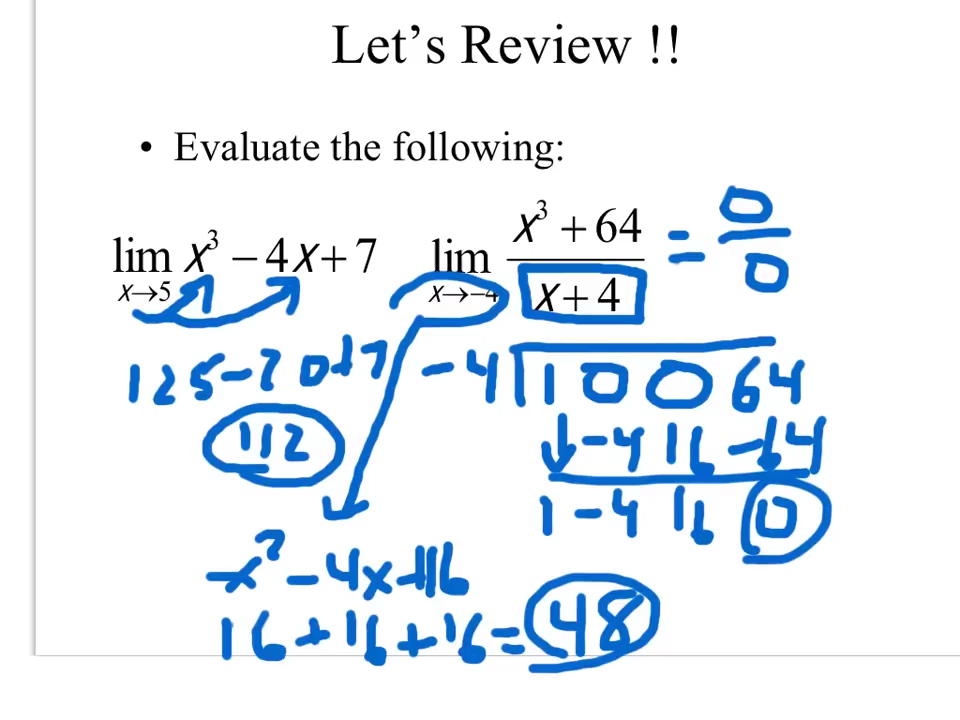 Let's Review !!
• Evaluate the following:
lim x→5 x³ − 4x + 7
lim x→−4 (x³ + 64)/(x + 4) = 0/0
125 − 20 + 7
112
−4 | 1 0 0 64
−4 16 −64
1 −4 16 0
x² − 4x + 16
16 + 16 + 16 = 48